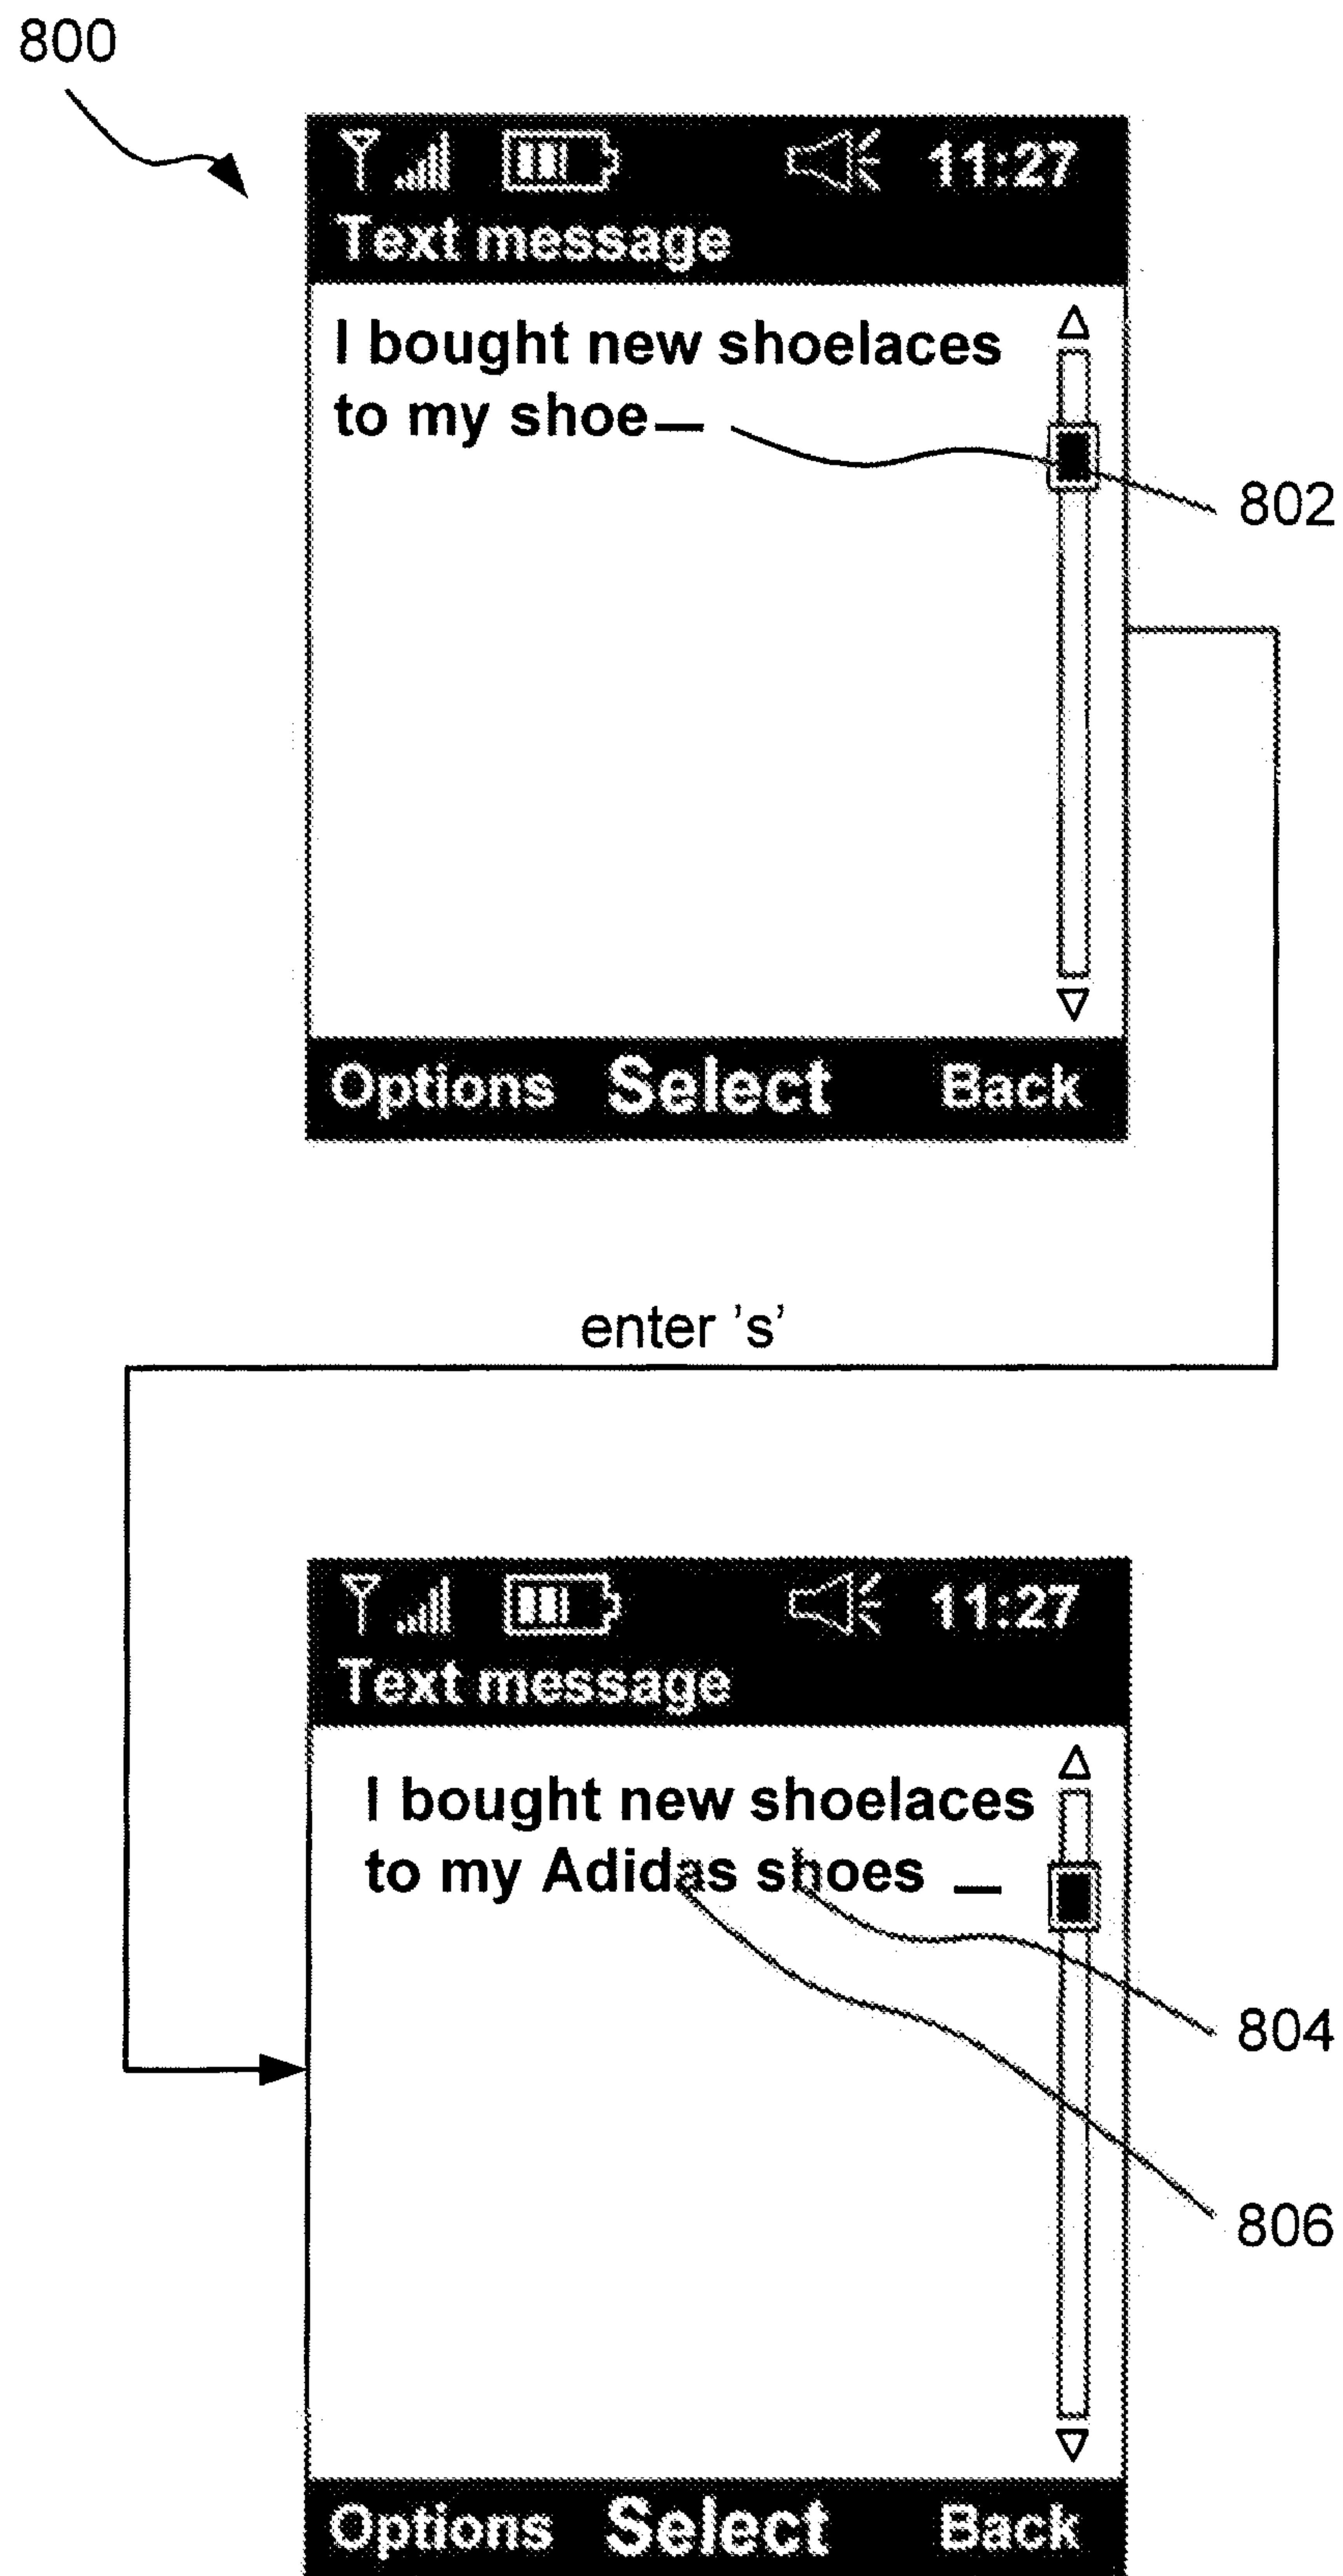 800
11:27
Text message
I bought new shoelaces
to my shoe_
802
Options Select Back
enter 's'
11:27
Text message
I bought new shoelaces
to my Adidas shoes _
804
806
Options Select Back